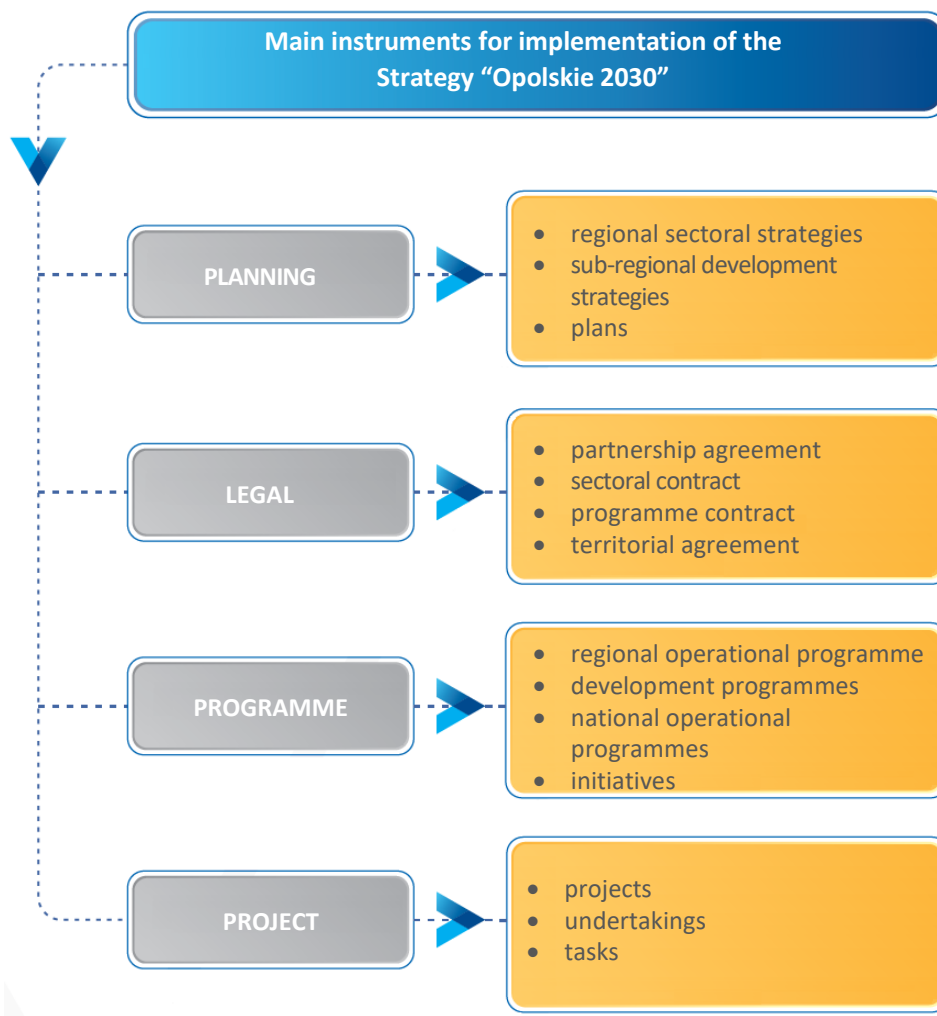 Main instruments for implementation of the
Strategy “Opolskie 2030”
PLANNING
• regional sectoral strategies
• sub-regional development
strategies
• plans
LEGAL
• partnership agreement
• sectoral contract
• programme contract
• territorial agreement
PROGRAMME
• regional operational programme
• development programmes
• national operational
programmes
• initiatives
PROJECT
• projects
• undertakings
• tasks